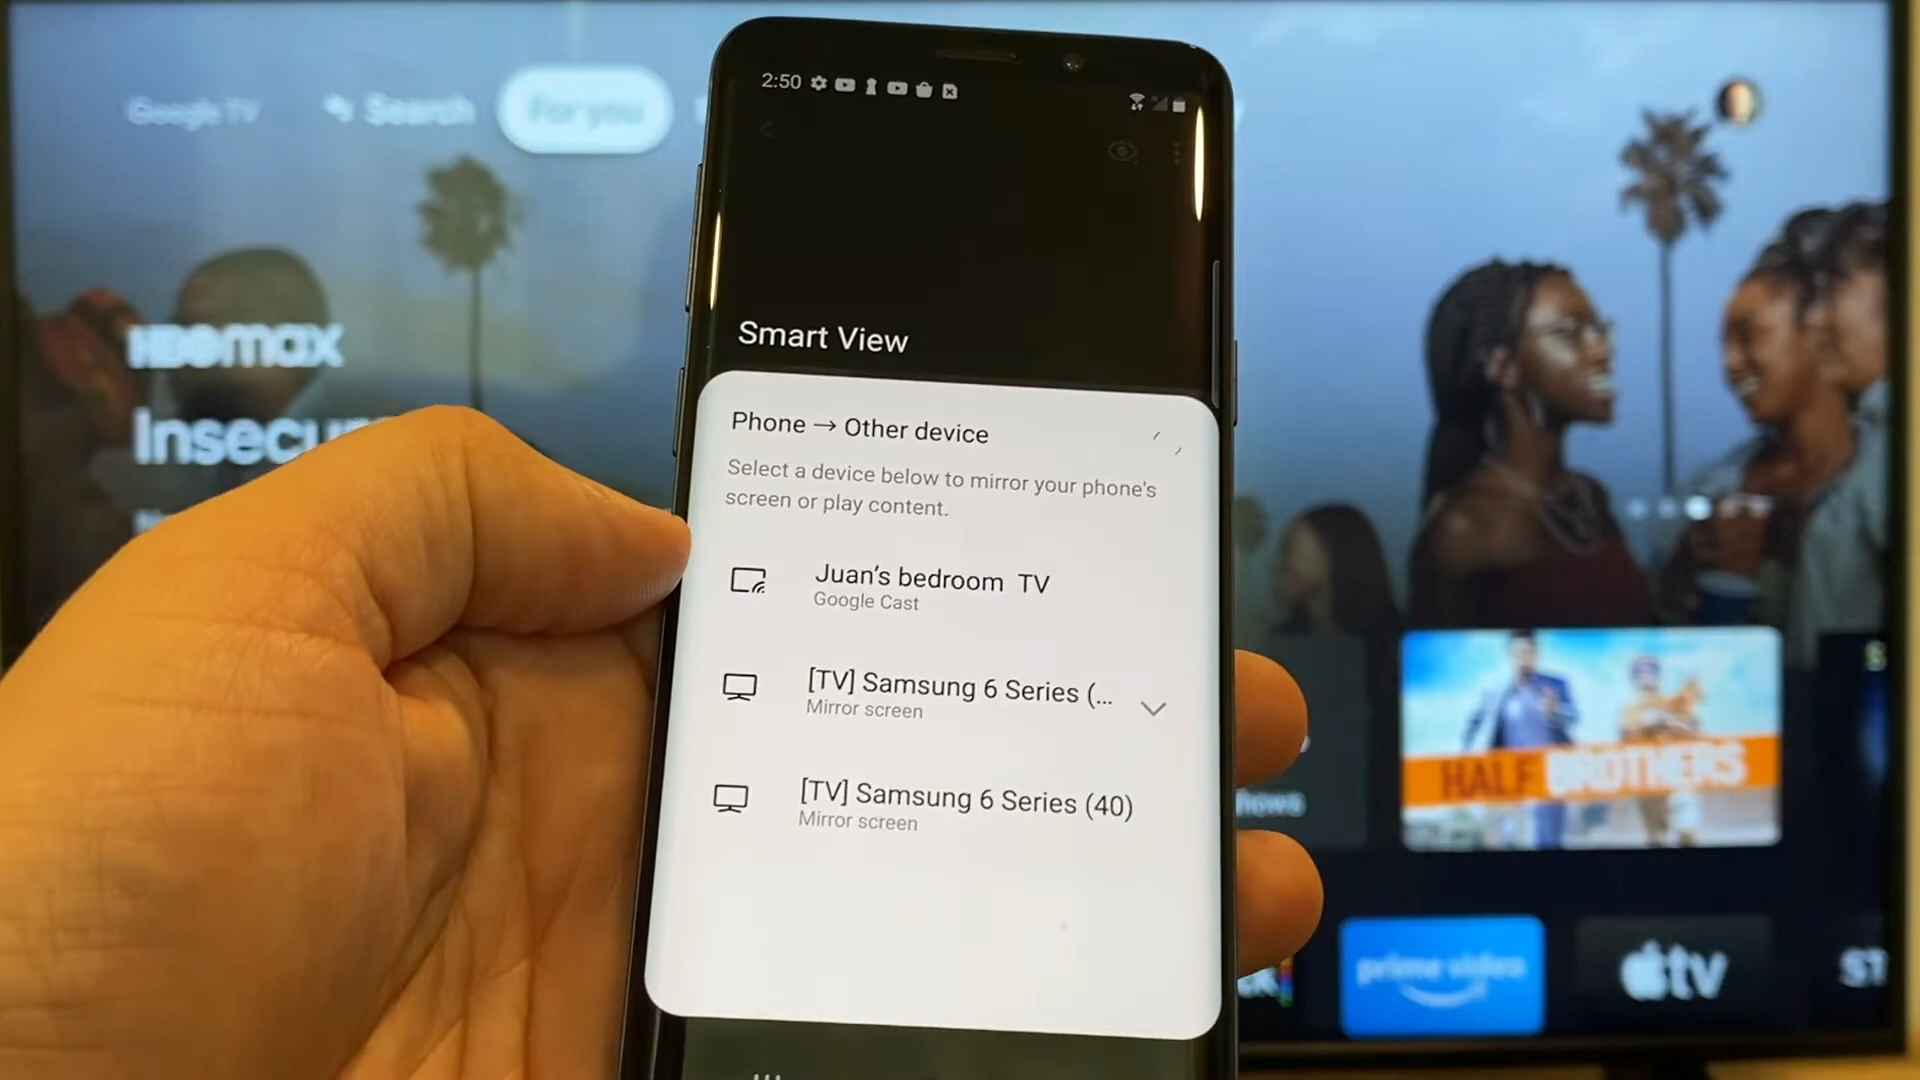 2:50
Google TV
Search
For you
HBOmax
Smart View
Phone → Other device
Select a device below to mirror your phone's
screen or play content.
Juan's bedroom TV
Google Cast
[TV] Samsung 6 Series (...
Mirror screen
[TV] Samsung 6 Series (40)
Mirror screen
HALF BROTHERS
prime video
tv